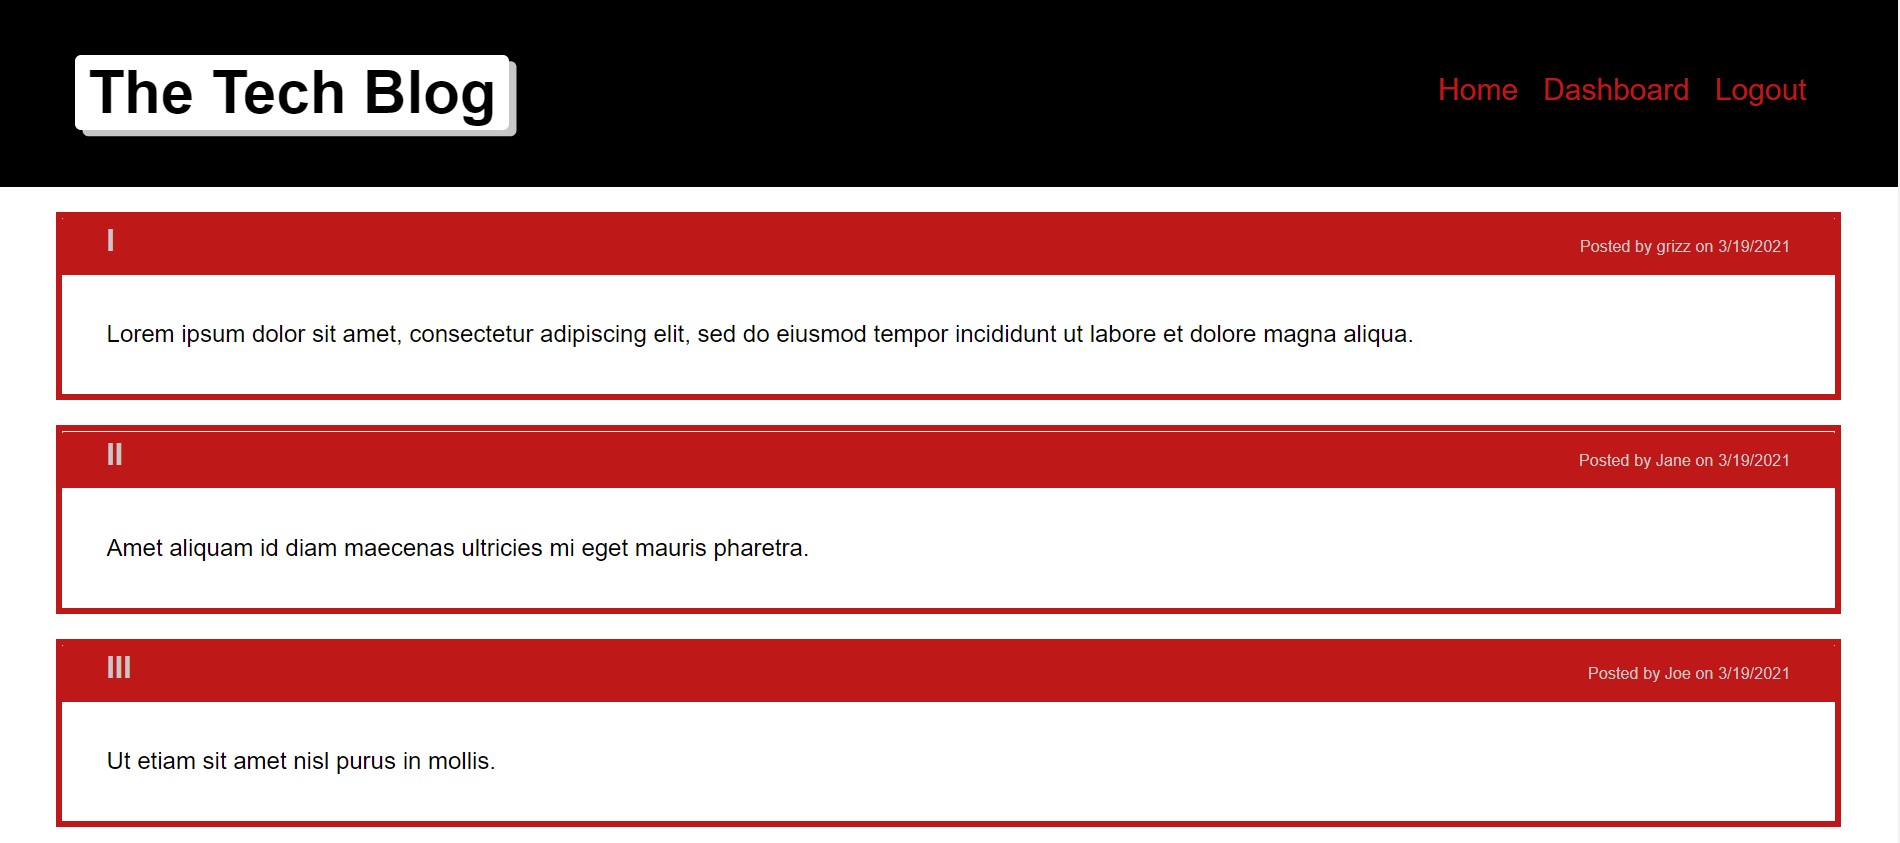 The Tech Blog
Home Dashboard Logout
I
Posted by grizz on 3/19/2021
Lorem ipsum dolor sit amet, consectetur adipiscing elit, sed do eiusmod tempor incididunt ut labore et dolore magna aliqua.
II
Posted by Jane on 3/19/2021
Amet aliquam id diam maecenas ultricies mi eget mauris pharetra.
III
Posted by Joe on 3/19/2021
Ut etiam sit amet nisl purus in mollis.